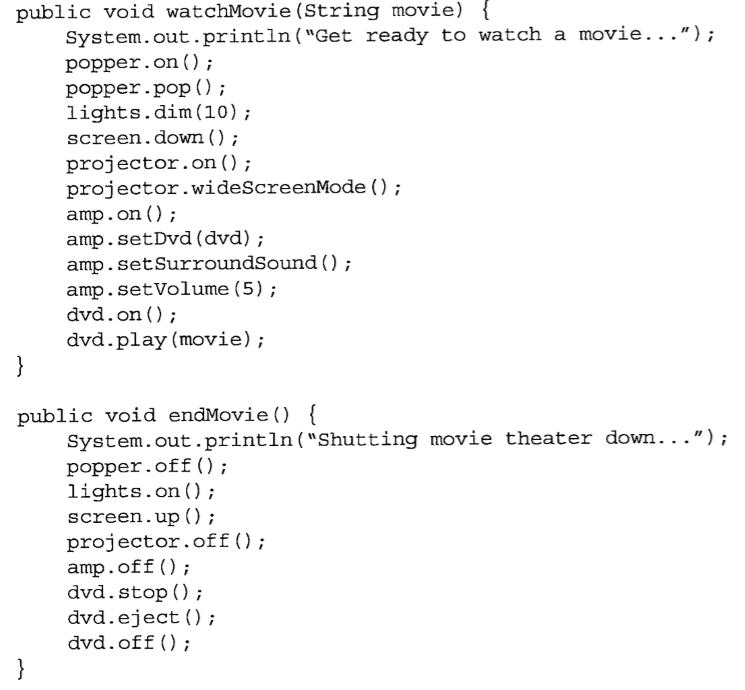 public void watchMovie(String movie) {
    System.out.println(“Get ready to watch a movie...”);
    popper.on();
    popper.pop();
    lights.dim(10);
    screen.down();
    projector.on();
    projector.wideScreenMode();
    amp.on();
    amp.setDvd(dvd);
    amp.setSurroundSound();
    amp.setVolume(5);
    dvd.on();
    dvd.play(movie);
}

public void endMovie() {
    System.out.println(“Shutting movie theater down...”);
    popper.off();
    lights.on();
    screen.up();
    projector.off();
    amp.off();
    dvd.stop();
    dvd.eject();
    dvd.off();
}